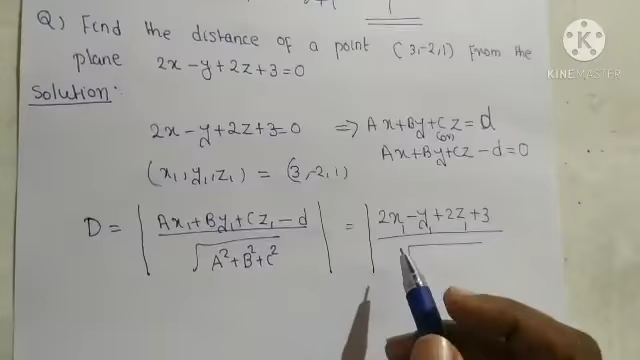 Q) Find the distance of a point (3,-2,1) from the
plane 2x-y+2z+3=0
KINEMASTER
Solution:-
2x-y+2z+3=0 ⇒ Ax+By+Cz=d
(or)
Ax+By+Cz-d=0
(x₁,y₁,z₁) = (3,-2,1)
D = | Ax₁+By₁+Cz₁-d / √A²+B²+C² | = | 2x₁-y₁+2z₁+3 / √